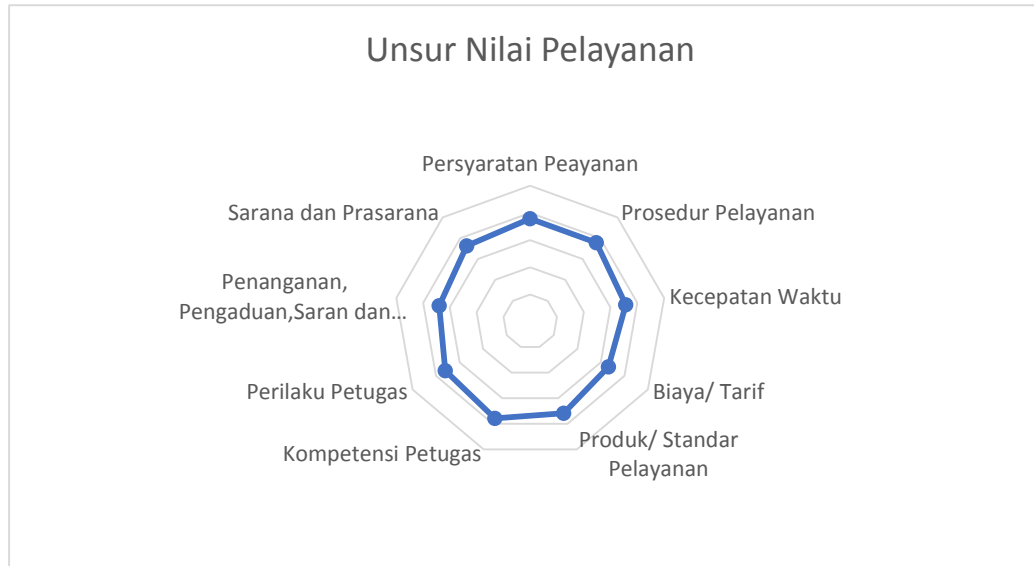 Unsur Nilai Pelayanan
Persyaratan Peayanan
Prosedur Pelayanan
Kecepatan Waktu
Biaya/ Tarif
Produk/ Standar
Pelayanan
Kompetensi Petugas
Perilaku Petugas
Penanganan,
Pengaduan,Saran dan...
Sarana dan Prasarana